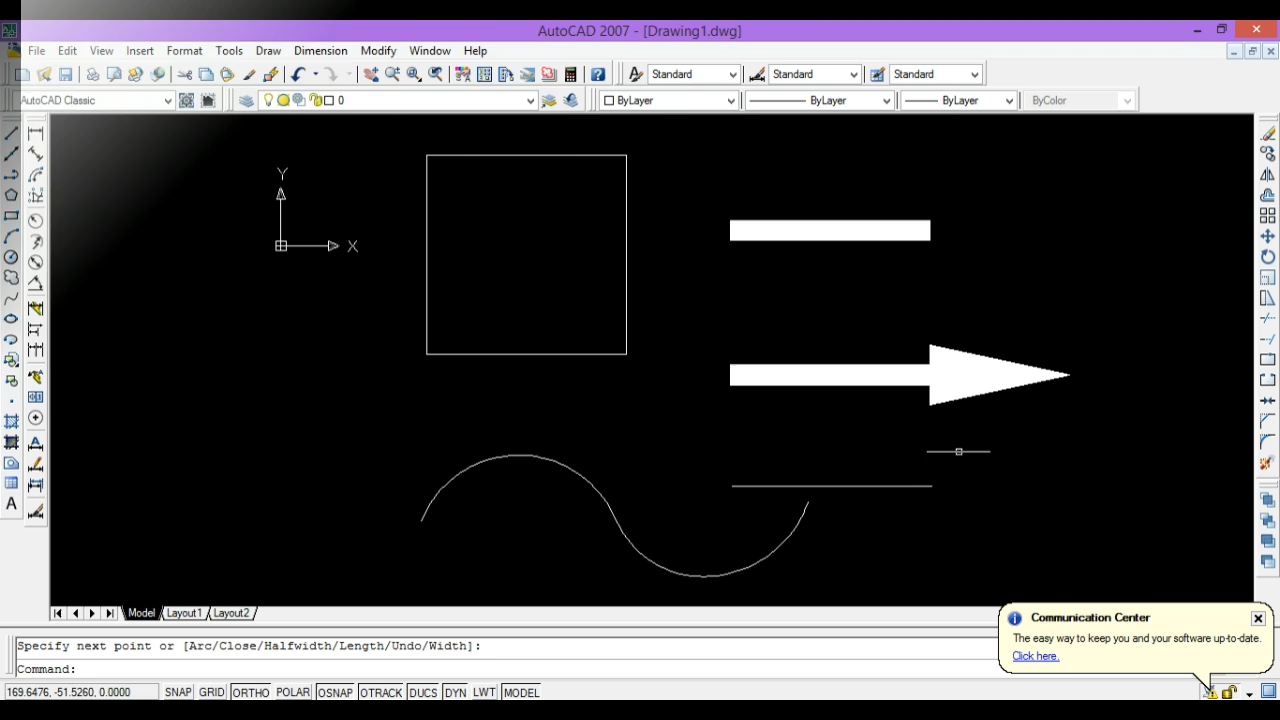 AutoCAD 2007 - [Drawing1.dwg]
File Edit View Insert Format Tools Draw Dimension Modify Window Help
Standard Standard Standard
AutoCAD Classic 0 ByLayer ByLayer ByLayer ByColor
Y
X
Model Layout1 Layout2
Communication Center
The easy way to keep you and your software up-to-date.
Click here.
Specify next point or [Arc/Close/Halfwidth/Length/Undo/Width]:
Command:
169.6476, -51.5260, 0.0000 SNAP GRID ORTHO POLAR OSNAP OTRACK DUCS DYN LWT MODEL